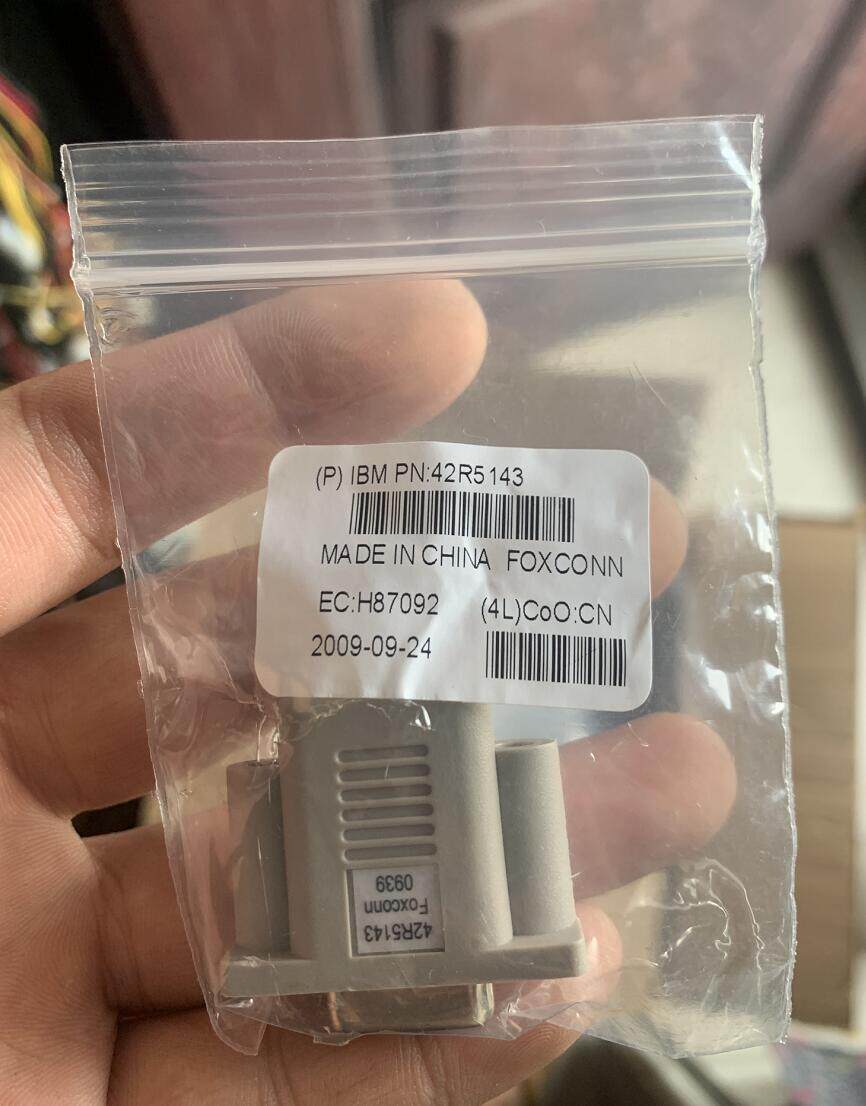 (P) IBM PN:42R5143
MADE IN CHINA FOXCONN
EC:H87092 (4L)CoO:CN
2009-09-24
42R5143
Foxconn
0939